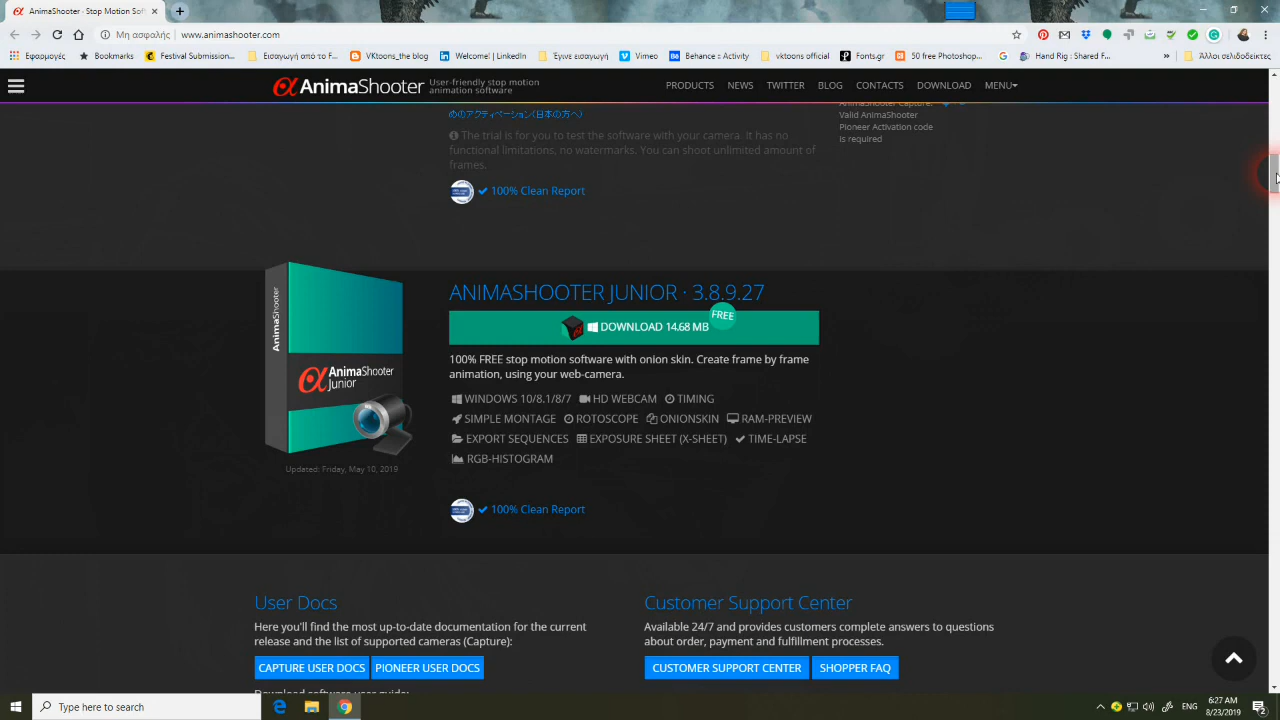 AnimaShooter - Stop Motion Soft
Μη ασφαλής
www.animashooter.com
Εφαρμογές
Bookmarks
Festival Submission...
Εισαγωγή από το F...
VKtoons_the_blog
Welcome! | LinkedIn
Έγινε εισαγωγή
Vimeo
Behance :: Activity
vktoons official
Fonts.gr
50 free Photoshop...
Hand Rig : Shared F...
»
Άλλοι σελιδοδείκτες
AnimaShooter
User-friendly stop motion
animation software
PRODUCTS NEWS TWITTER BLOG CONTACTS DOWNLOAD MENU
めのアクティベーション(日本の方へ)
The trial is for you to test the software with your camera. It has no
functional limitations, no watermarks. You can shoot unlimited amount of
frames.
AnimaShooter Capture.
Valid AnimaShooter
Pioneer Activation code
is required
100% Clean Report
AnimaShooter
AnimaShooter
Junior
Updated: Friday, May 10, 2019
ANIMASHOOTER JUNIOR · 3.8.9.27
DOWNLOAD 14.68 MB
FREE
100% FREE stop motion software with onion skin. Create frame by frame
animation, using your web-camera.
WINDOWS 10/8.1/8/7 HD WEBCAM TIMING
SIMPLE MONTAGE ROTOSCOPE ONIONSKIN RAM-PREVIEW
EXPORT SEQUENCES EXPOSURE SHEET (X-SHEET) TIME-LAPSE
RGB-HISTOGRAM
100% Clean Report
User Docs
Here you'll find the most up-to-date documentation for the current
release and the list of supported cameras (Capture):
CAPTURE USER DOCS PIONEER USER DOCS
Download software user guide:
Customer Support Center
Available 24/7 and provides customers complete answers to questions
about order, payment and fulfillment processes.
CUSTOMER SUPPORT CENTER SHOPPER FAQ
Type here to search
ENG
6:27 AM
8/23/2019
2